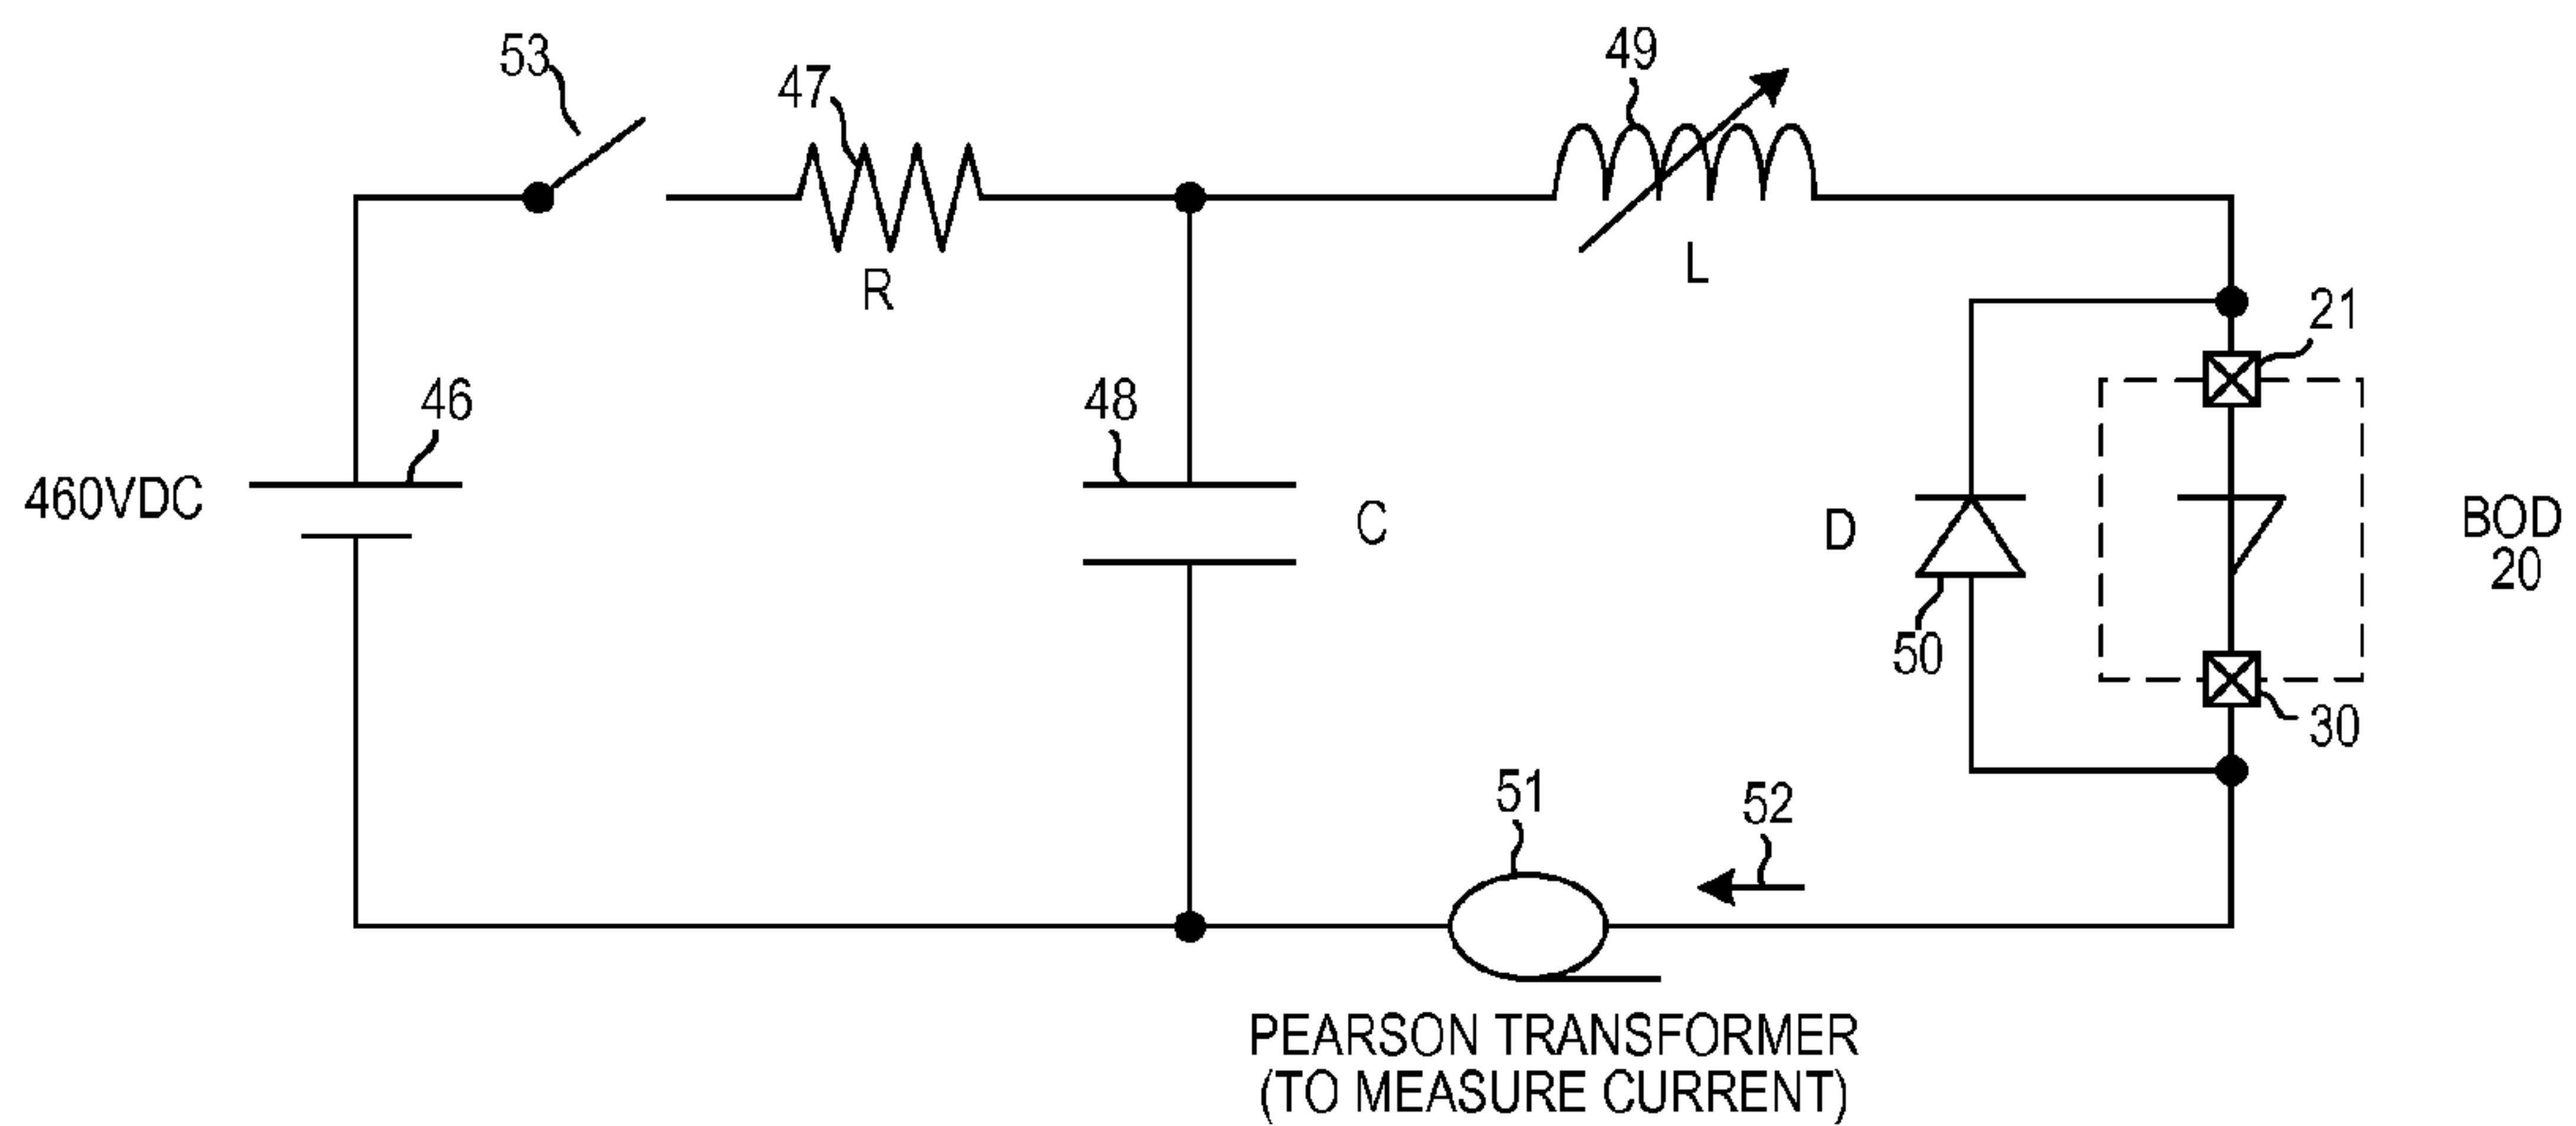 53
47
49
R
L
21
46
48
460VDC
C
D
BOD
20
50
30
51
52
PEARSON TRANSFORMER
(TO MEASURE CURRENT)